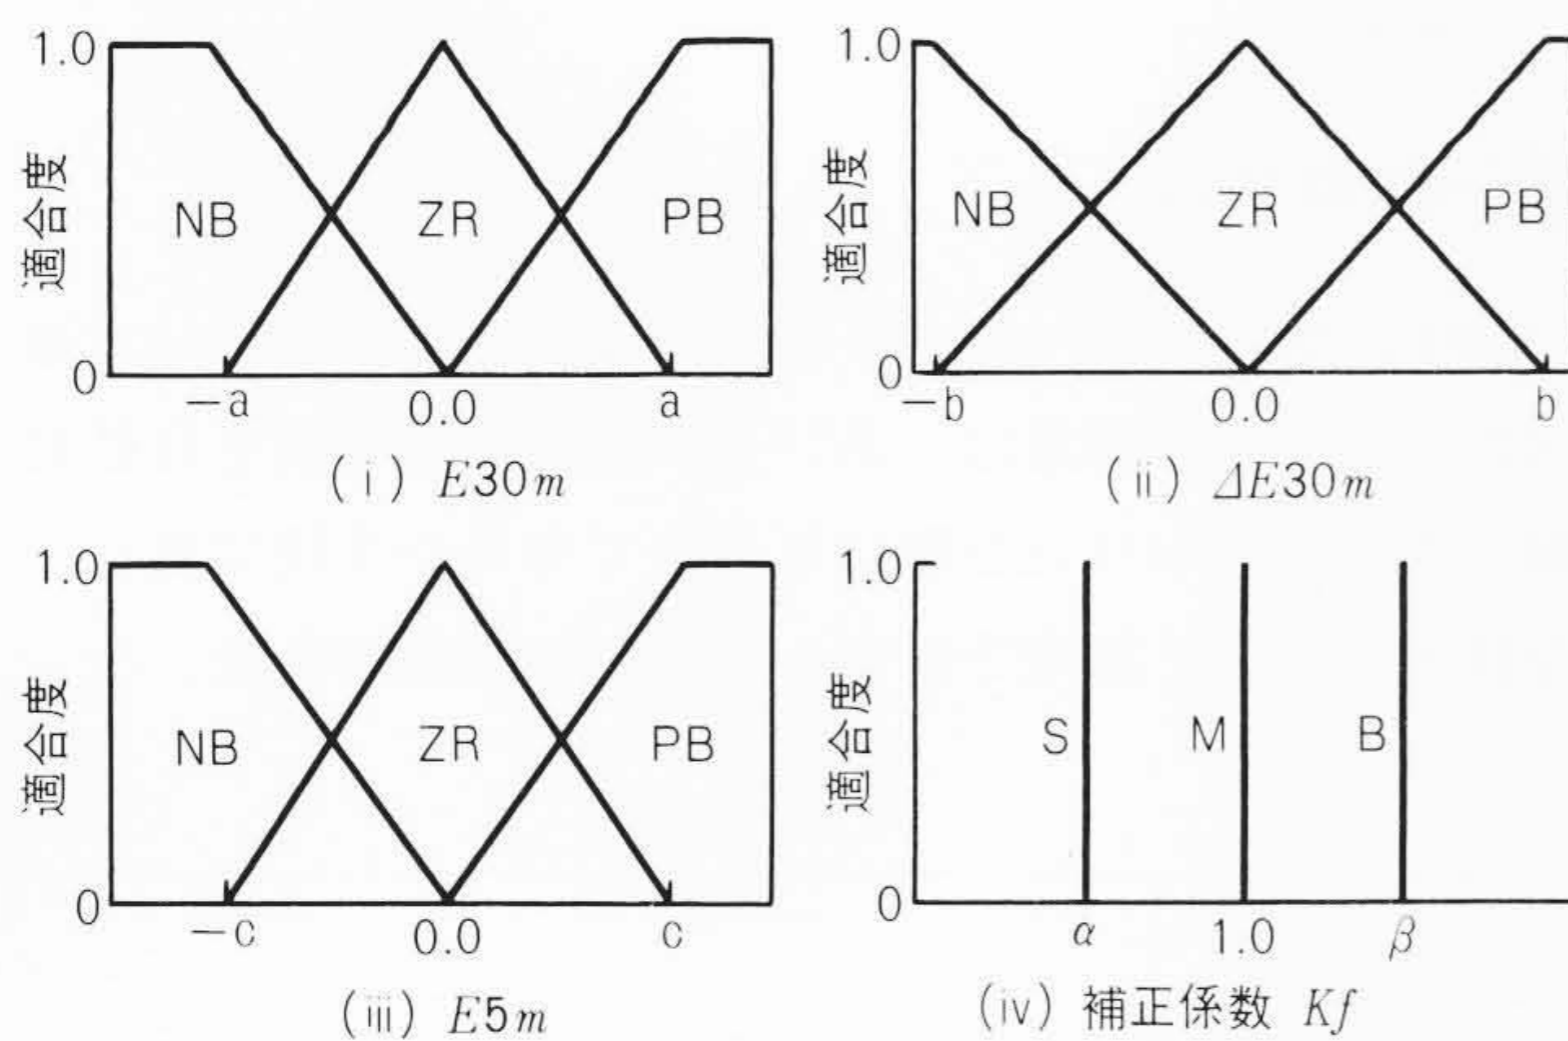 1.0
適合度
NB
ZR
PB
0
−a
0.0
a
(i) E30m
1.0
適合度
NB
ZR
PB
0
−b
0.0
b
(ii) ΔE30m
1.0
適合度
NB
ZR
PB
0
−c
0.0
c
(iii) E5m
1.0
適合度
S
M
B
0
α
1.0
β
(iv) 補正係数 Kf